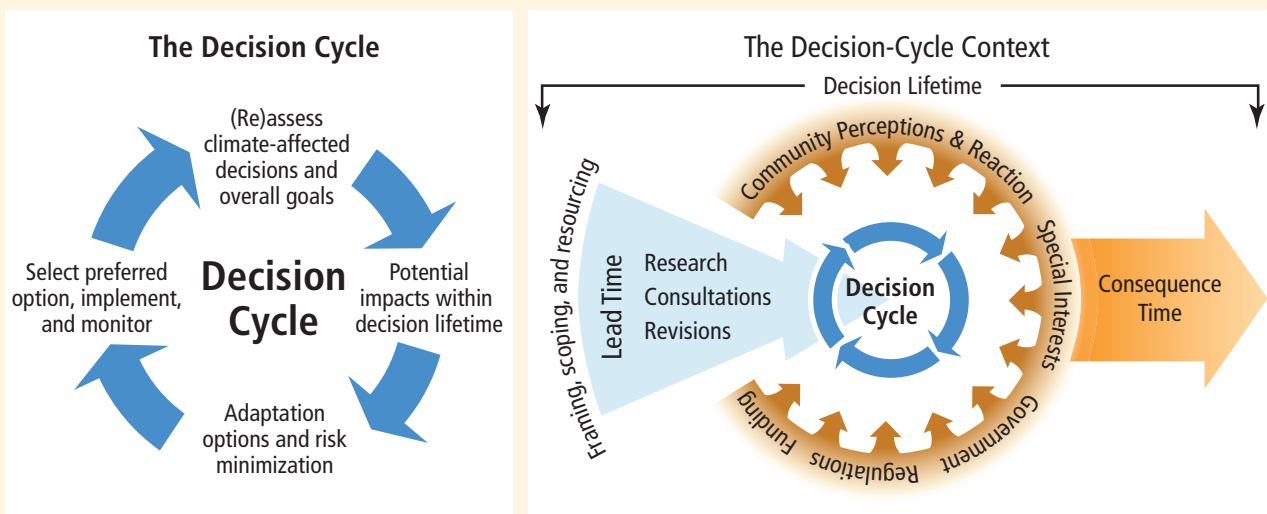 The Decision Cycle
(Re)assess
climate-affected
decisions and
overall goals
Potential
impacts within
decision lifetime
Adaptation
options and risk
minimization
Select preferred
option, implement,
and monitor
Decision
Cycle
The Decision-Cycle Context
Decision Lifetime
Framing, scoping, and resourcing
Lead Time
Research
Consultations
Revisions
Decision
Cycle
Community Perceptions & Reaction
Special Interests
Government
Regulations
Funding
Consequence
Time